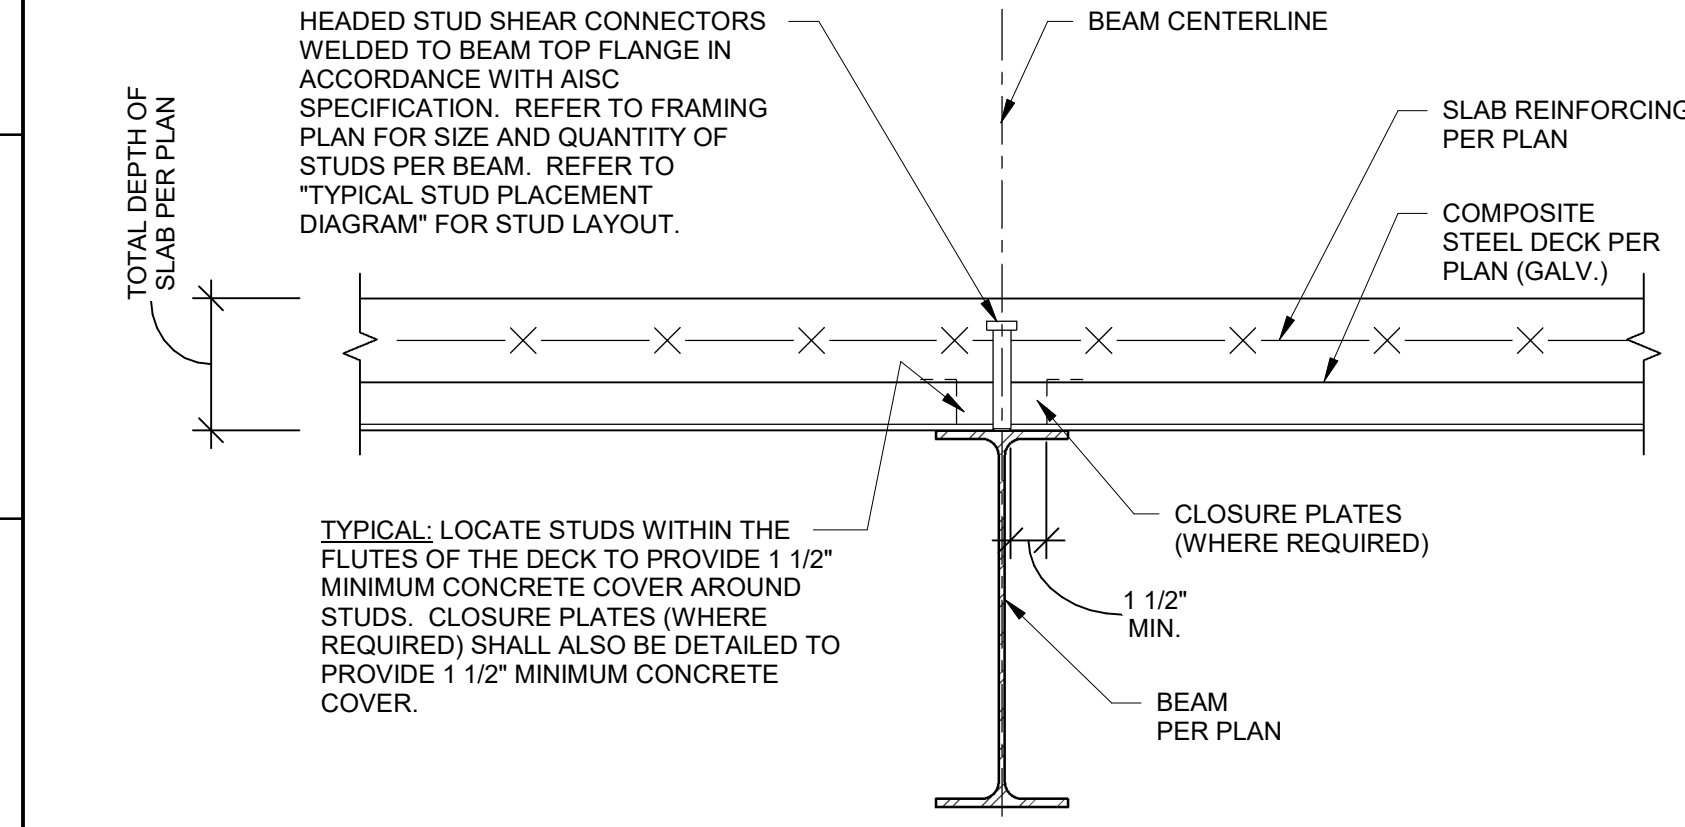 HEADED STUD SHEAR CONNECTORS
WELDED TO BEAM TOP FLANGE IN
ACCORDANCE WITH AISC
SPECIFICATION.  REFER TO FRAMING
PLAN FOR SIZE AND QUANTITY OF
STUDS PER BEAM.  REFER TO
"TYPICAL STUD PLACEMENT
DIAGRAM" FOR STUD LAYOUT.
BEAM CENTERLINE
SLAB REINFORCING
PER PLAN
COMPOSITE
STEEL DECK PER
PLAN (GALV.)
TOTAL DEPTH OF
SLAB PER PLAN
TYPICAL: LOCATE STUDS WITHIN THE
FLUTES OF THE DECK TO PROVIDE 1 1/2"
MINIMUM CONCRETE COVER AROUND
STUDS.  CLOSURE PLATES (WHERE
REQUIRED) SHALL ALSO BE DETAILED TO
PROVIDE 1 1/2" MINIMUM CONCRETE
COVER.
CLOSURE PLATES
(WHERE REQUIRED)
1 1/2"
MIN.
BEAM
PER PLAN